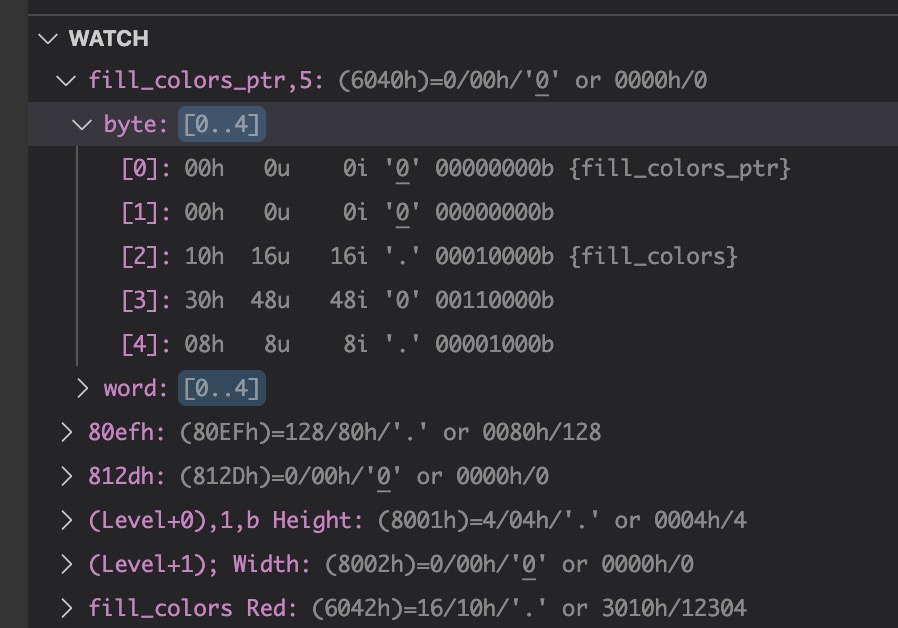 WATCH
fill_colors_ptr,5: (6040h)=0/00h/'0' or 0000h/0
byte: [0..4]
[0]: 00h 0u 0i '0' 00000000b {fill_colors_ptr}
[1]: 00h 0u 0i '0' 00000000b
[2]: 10h 16u 16i '.' 00010000b {fill_colors}
[3]: 30h 48u 48i '0' 00110000b
[4]: 08h 8u 8i '.' 00001000b
word: [0..4]
80efh: (80EFh)=128/80h/'.' or 0080h/128
812dh: (812Dh)=0/00h/'0' or 0000h/0
(Level+0),1,b Height: (8001h)=4/04h/'.' or 0004h/4
(Level+1); Width: (8002h)=0/00h/'0' or 0000h/0
fill_colors Red: (6042h)=16/10h/'.' or 3010h/12304